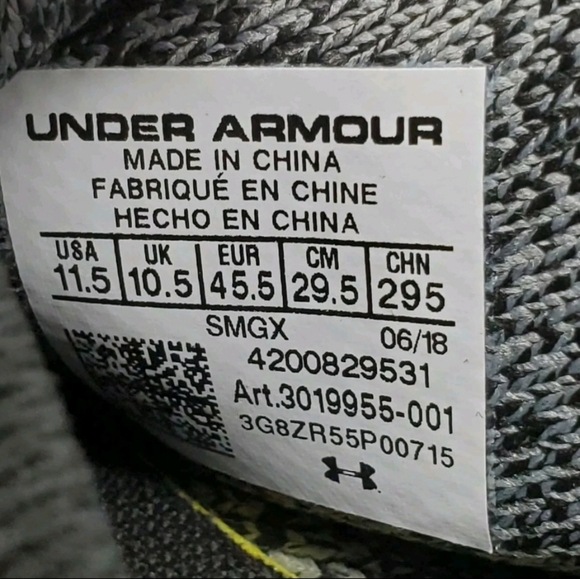 UNDER ARMOUR
MADE IN CHINA
FABRIQUÉ EN CHINE
HECHO EN CHINA
USA UK EUR CM CHN
11.5 10.5 45.5 29.5 295
SMGX 06/18
4200829531
Art.3019955-001
3G8ZR55P00715